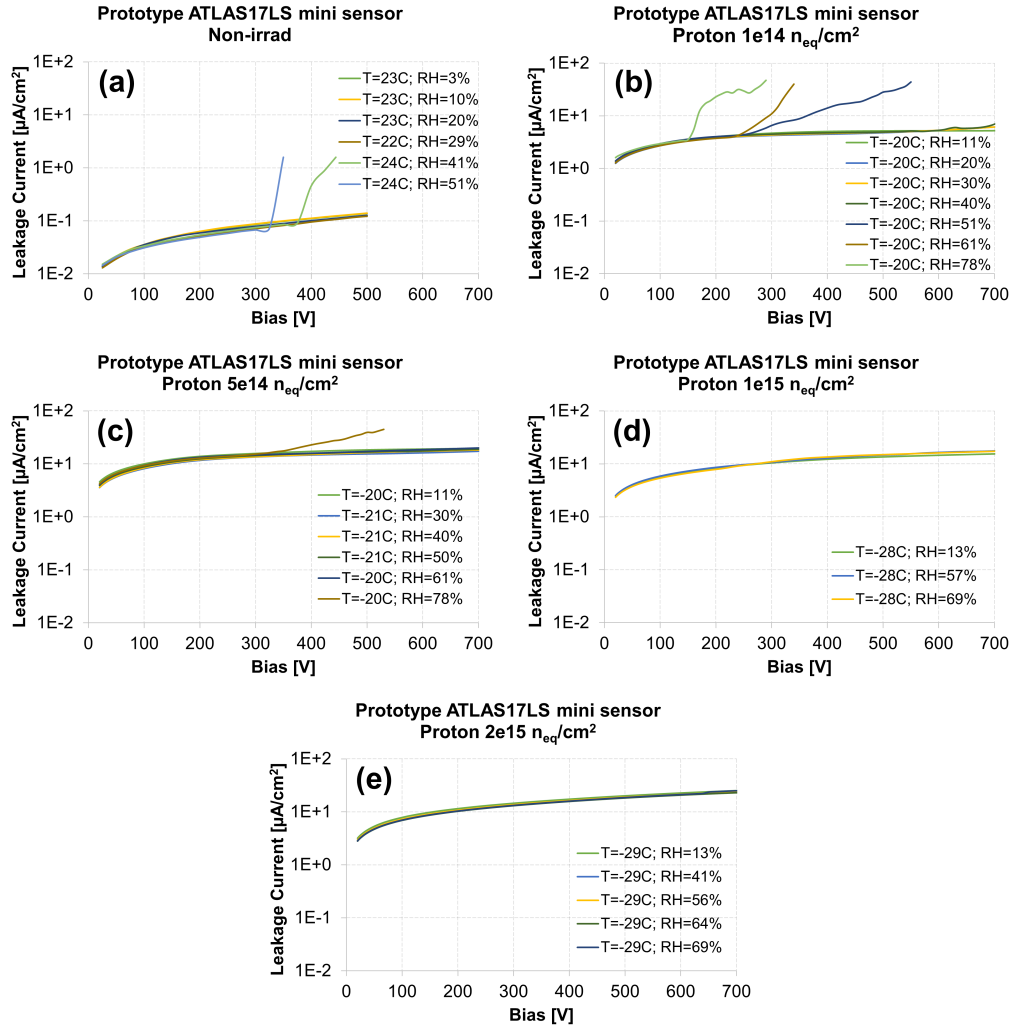 Prototype ATLAS17LS mini sensor
Non-irrad
(a)
Leakage Current [µA/cm²]
1E+2
1E+1
1E+0
1E-1
1E-2
T=23C; RH=3%
T=23C; RH=10%
T=23C; RH=20%
T=22C; RH=29%
T=24C; RH=41%
T=24C; RH=51%
0 100 200 300 400 500 600 700
Bias [V]
Prototype ATLAS17LS mini sensor
Proton 1e14 neq/cm²
(b)
Leakage Current [µA/cm²]
1E+2
1E+1
1E+0
1E-1
1E-2
T=-20C; RH=11%
T=-20C; RH=20%
T=-20C; RH=30%
T=-20C; RH=40%
T=-20C; RH=51%
T=-20C; RH=61%
T=-20C; RH=78%
0 100 200 300 400 500 600 700
Bias [V]
Prototype ATLAS17LS mini sensor
Proton 5e14 neq/cm²
(c)
Leakage Current [µA/cm²]
1E+2
1E+1
1E+0
1E-1
1E-2
T=-20C; RH=11%
T=-21C; RH=30%
T=-21C; RH=40%
T=-21C; RH=50%
T=-20C; RH=61%
T=-20C; RH=78%
0 100 200 300 400 500 600 700
Bias [V]
Prototype ATLAS17LS mini sensor
Proton 1e15 neq/cm²
(d)
Leakage Current [µA/cm²]
1E+2
1E+1
1E+0
1E-1
1E-2
T=-28C; RH=13%
T=-28C; RH=57%
T=-28C; RH=69%
0 100 200 300 400 500 600 700
Bias [V]
Prototype ATLAS17LS mini sensor
Proton 2e15 neq/cm²
(e)
Leakage Current [µA/cm²]
1E+2
1E+1
1E+0
1E-1
1E-2
T=-29C; RH=13%
T=-29C; RH=41%
T=-29C; RH=56%
T=-29C; RH=64%
T=-29C; RH=69%
0 100 200 300 400 500 600 700
Bias [V]